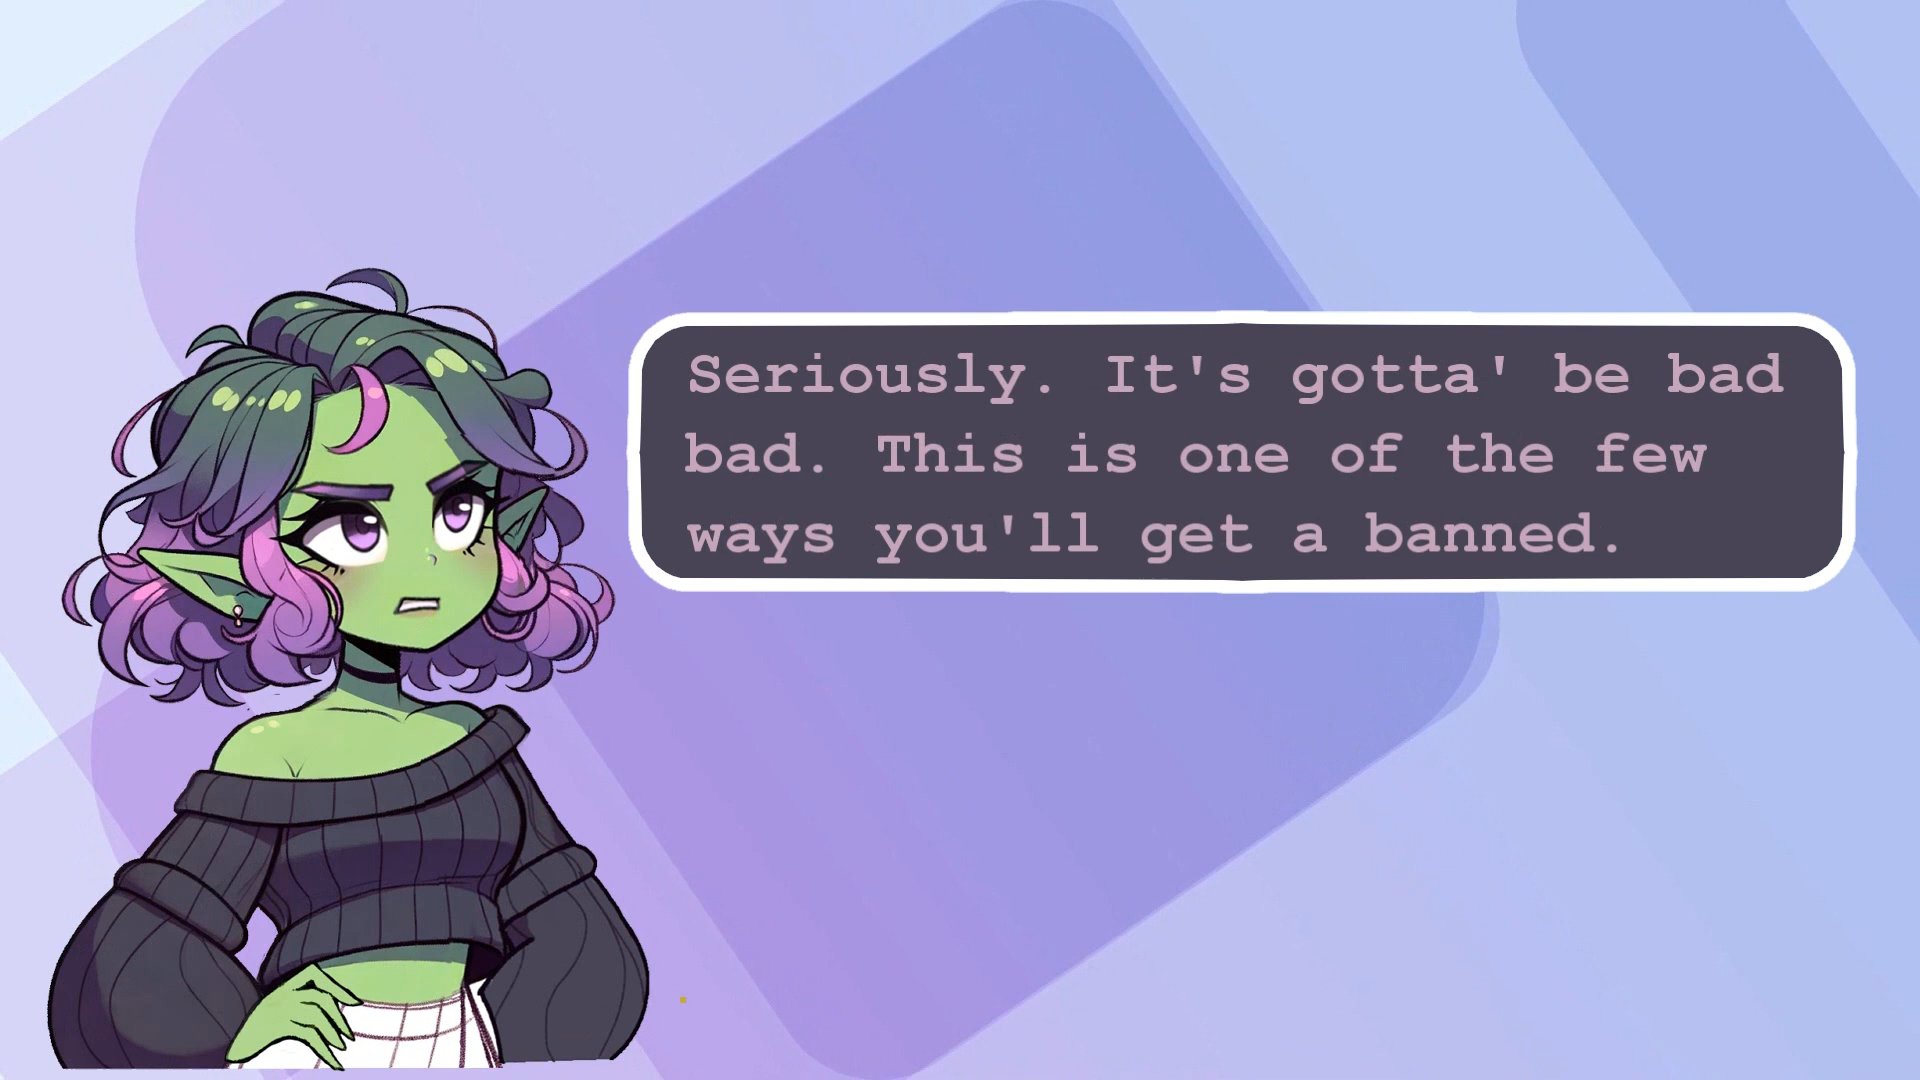 Seriously. It's gotta' be bad
bad. This is one of the few
ways you'll get a banned.